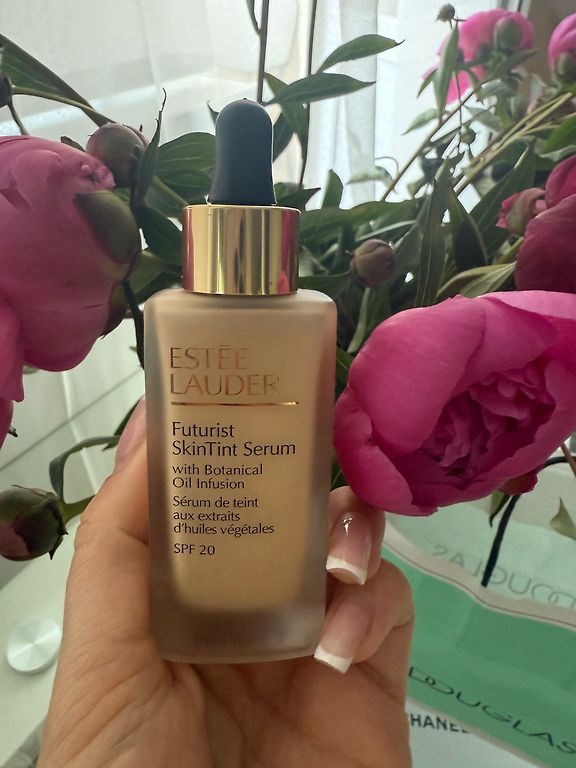 ESTĒE
LAUDER
Futurist
SkinTint Serum
with Botanical
Oil Infusion
Sérum de teint
aux extraits
d'huiles végétales
SPF 20
DOUGLAS
DOUGLAS
CHANEL